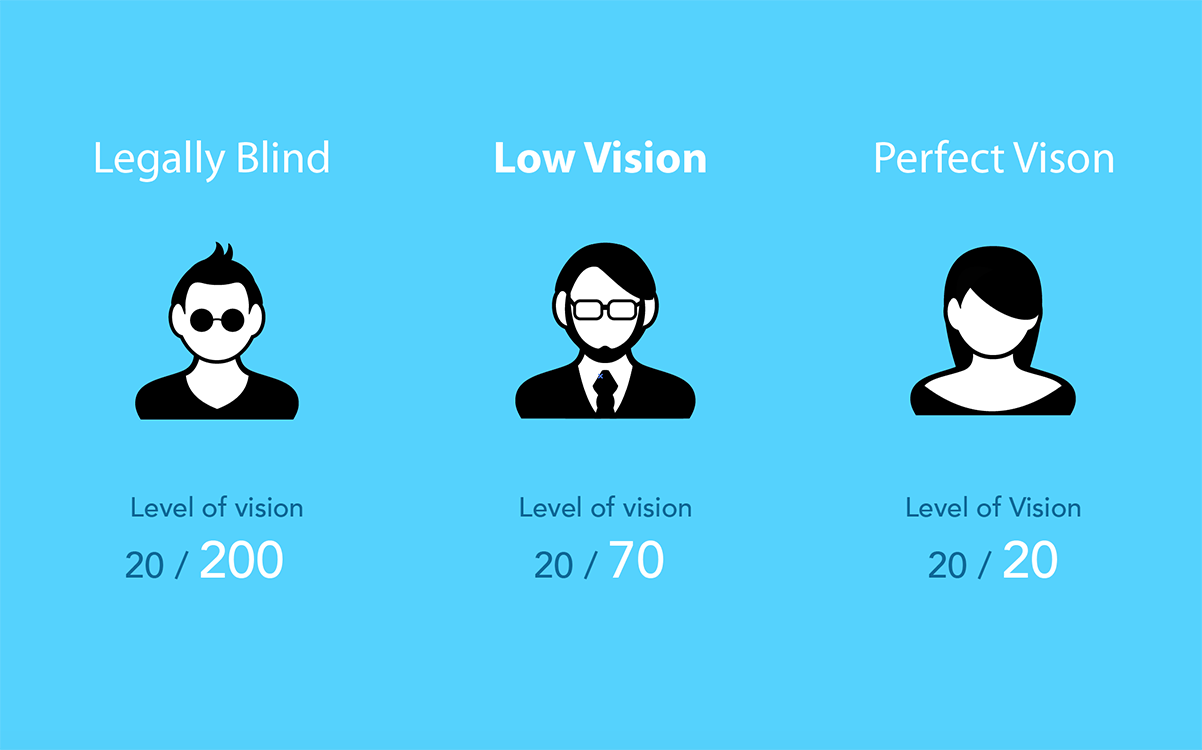 Legally Blind
Low Vision
Perfect Vison
Level of vision
20 / 200
Level of vision
20 / 70
Level of Vision
20 / 20